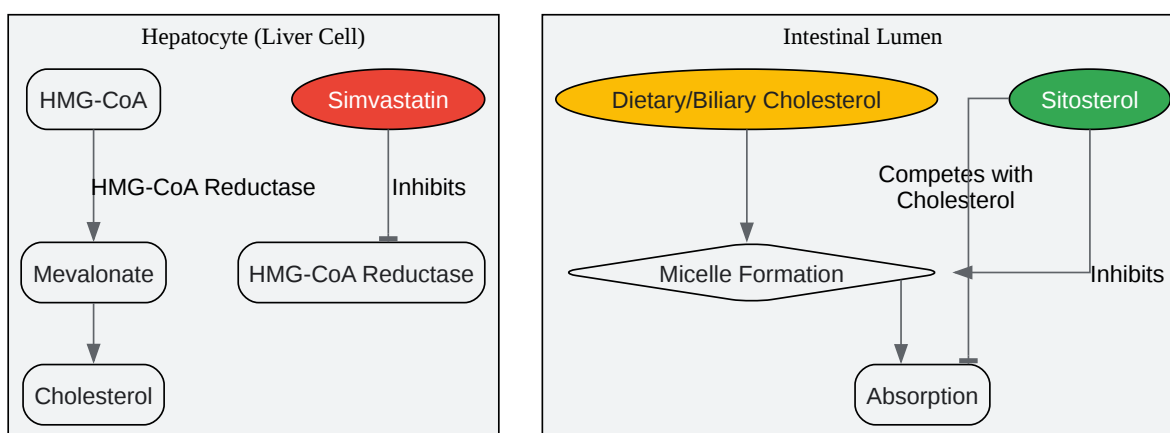 Hepatocyte (Liver Cell)
HMG-CoA
Simvastatin
HMG-CoA Reductase
Inhibits
Mevalonate
HMG-CoA Reductase
Cholesterol
Intestinal Lumen
Dietary/Biliary Cholesterol
Sitosterol
Competes with
Cholesterol
Micelle Formation
Inhibits
Absorption